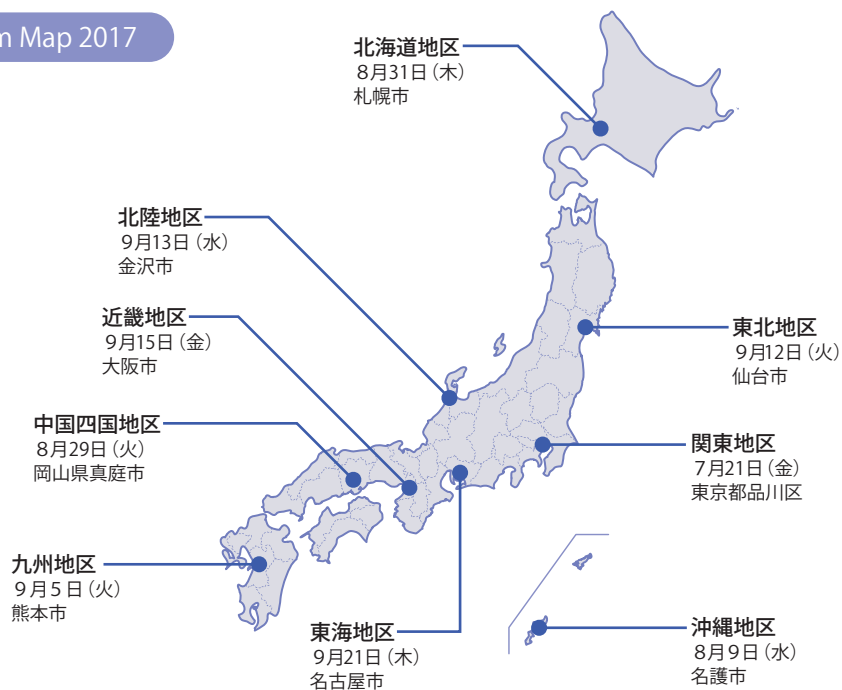 Map 2017
北海道地区
8月31日（木）
札幌市
北陸地区
9月13日（水）
金沢市
近畿地区
9月15日（金）
大阪市
東北地区
9月12日（火）
仙台市
中国四国地区
8月29日（火）
岡山県真庭市
関東地区
7月21日（金）
東京都品川区
九州地区
9月5日（火）
熊本市
東海地区
9月21日（木）
名古屋市
沖縄地区
8月9日（水）
名護市